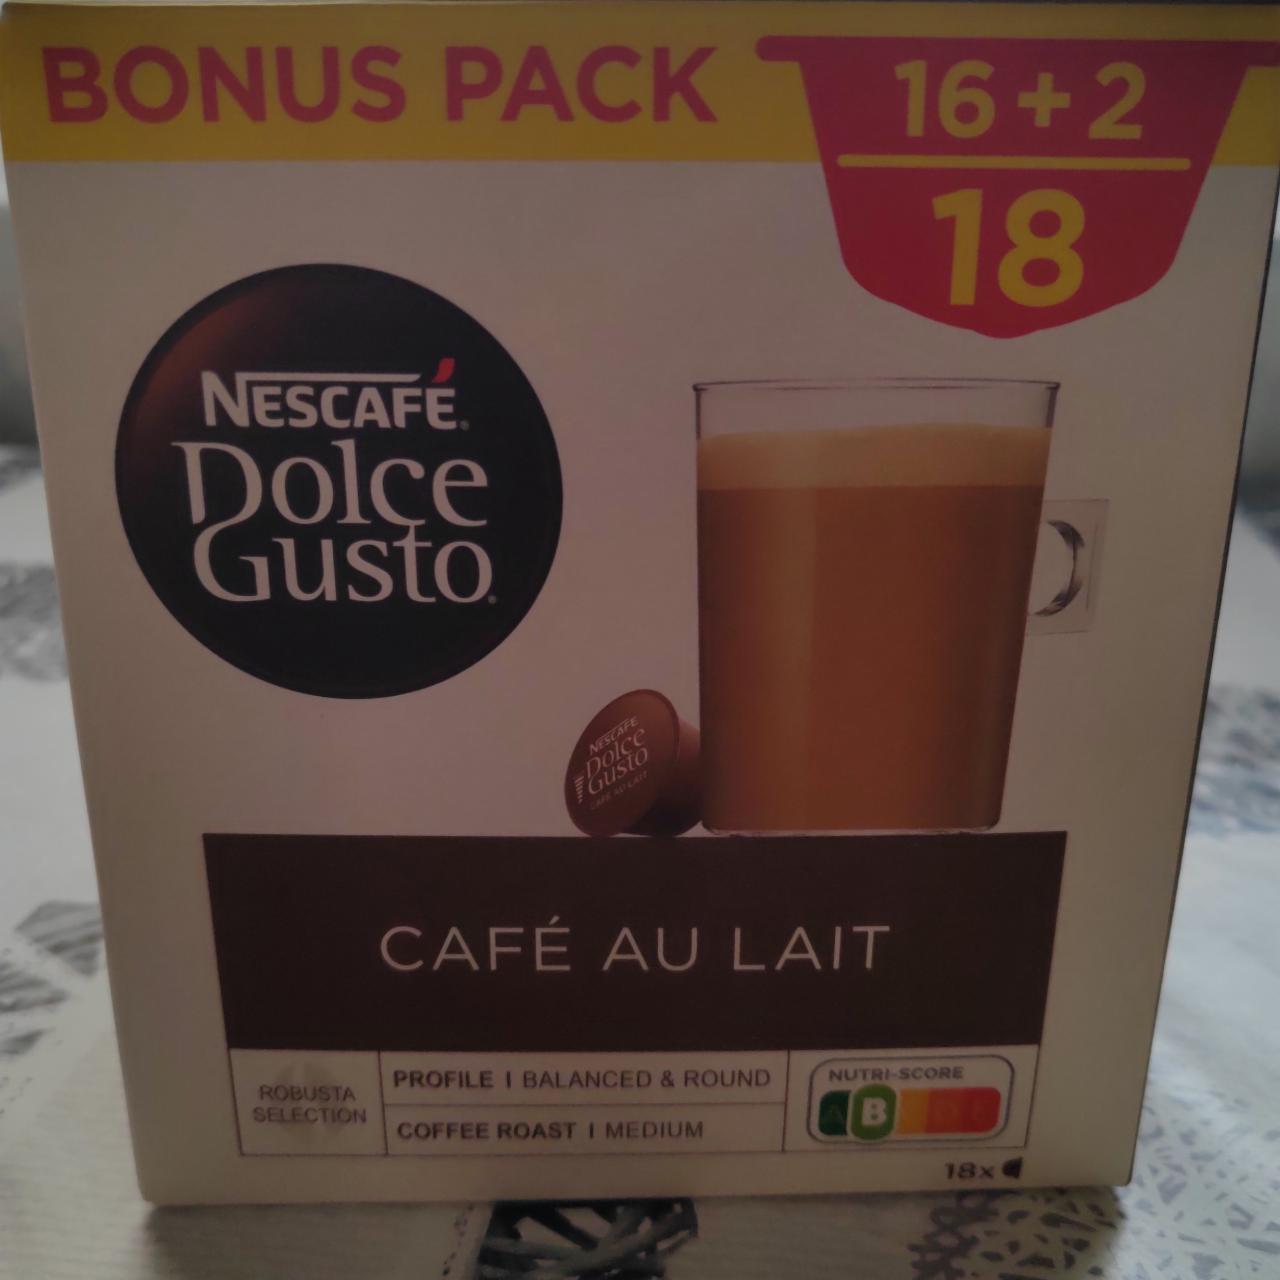 BONUS PACK
16+2
18
NESCAFÉ®
DOLCE
GUSTO®
NESCAFÉ
DOLCE
GUSTO
CAFÉ AU LAIT
CAFÉ AU LAIT
ROBUSTA
SELECTION
PROFILE I BALANCED & ROUND
COFFEE ROAST I MEDIUM
NUTRI-SCORE
A B D E
18x